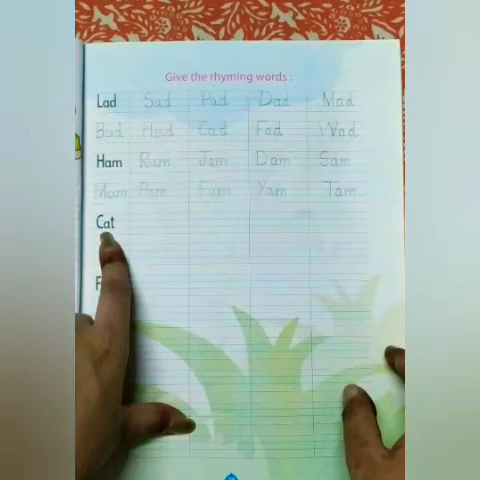 Give the rhyming words :
Lad Sad Pad Dad Mad
Bad Had Cad Fad Wad
Ham Ram Jam Dam Sam
Mam Pam Yam Tam
Cat
F